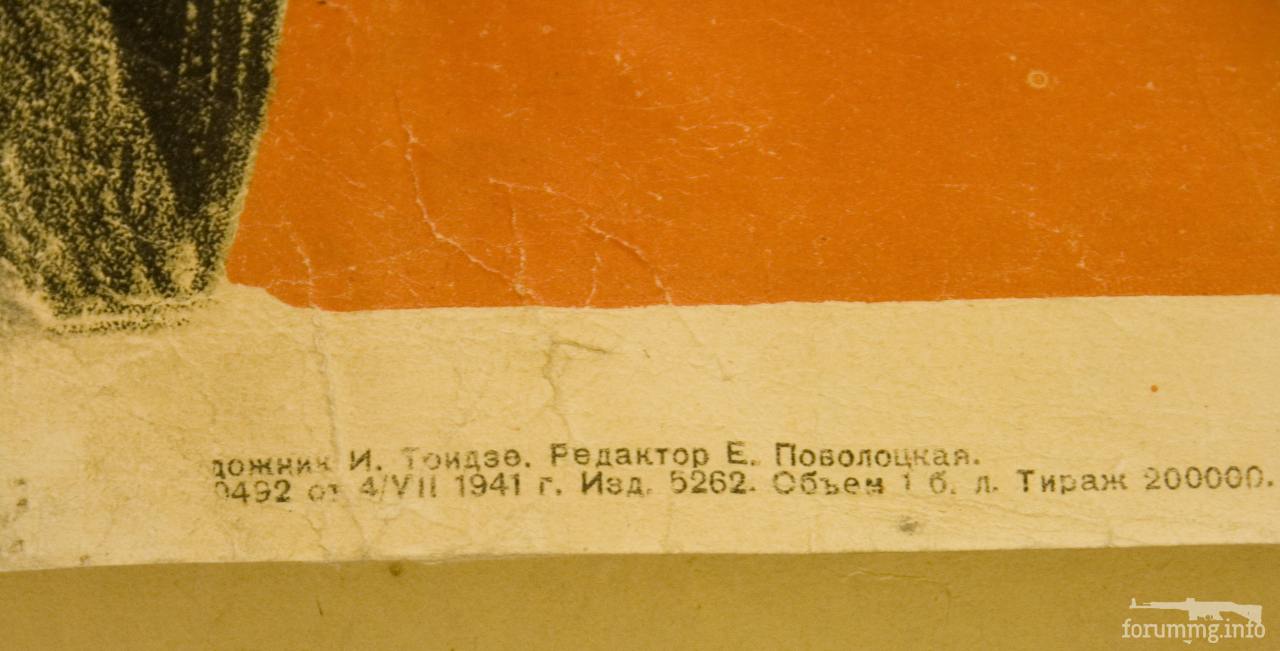 дожник И. Тоидзе. Редактор Е. Поволоцкая.
0492 от 4/VII 1941 г. Изд. 5262. Объем 1 б. л. Тираж 200000.
forummg.info